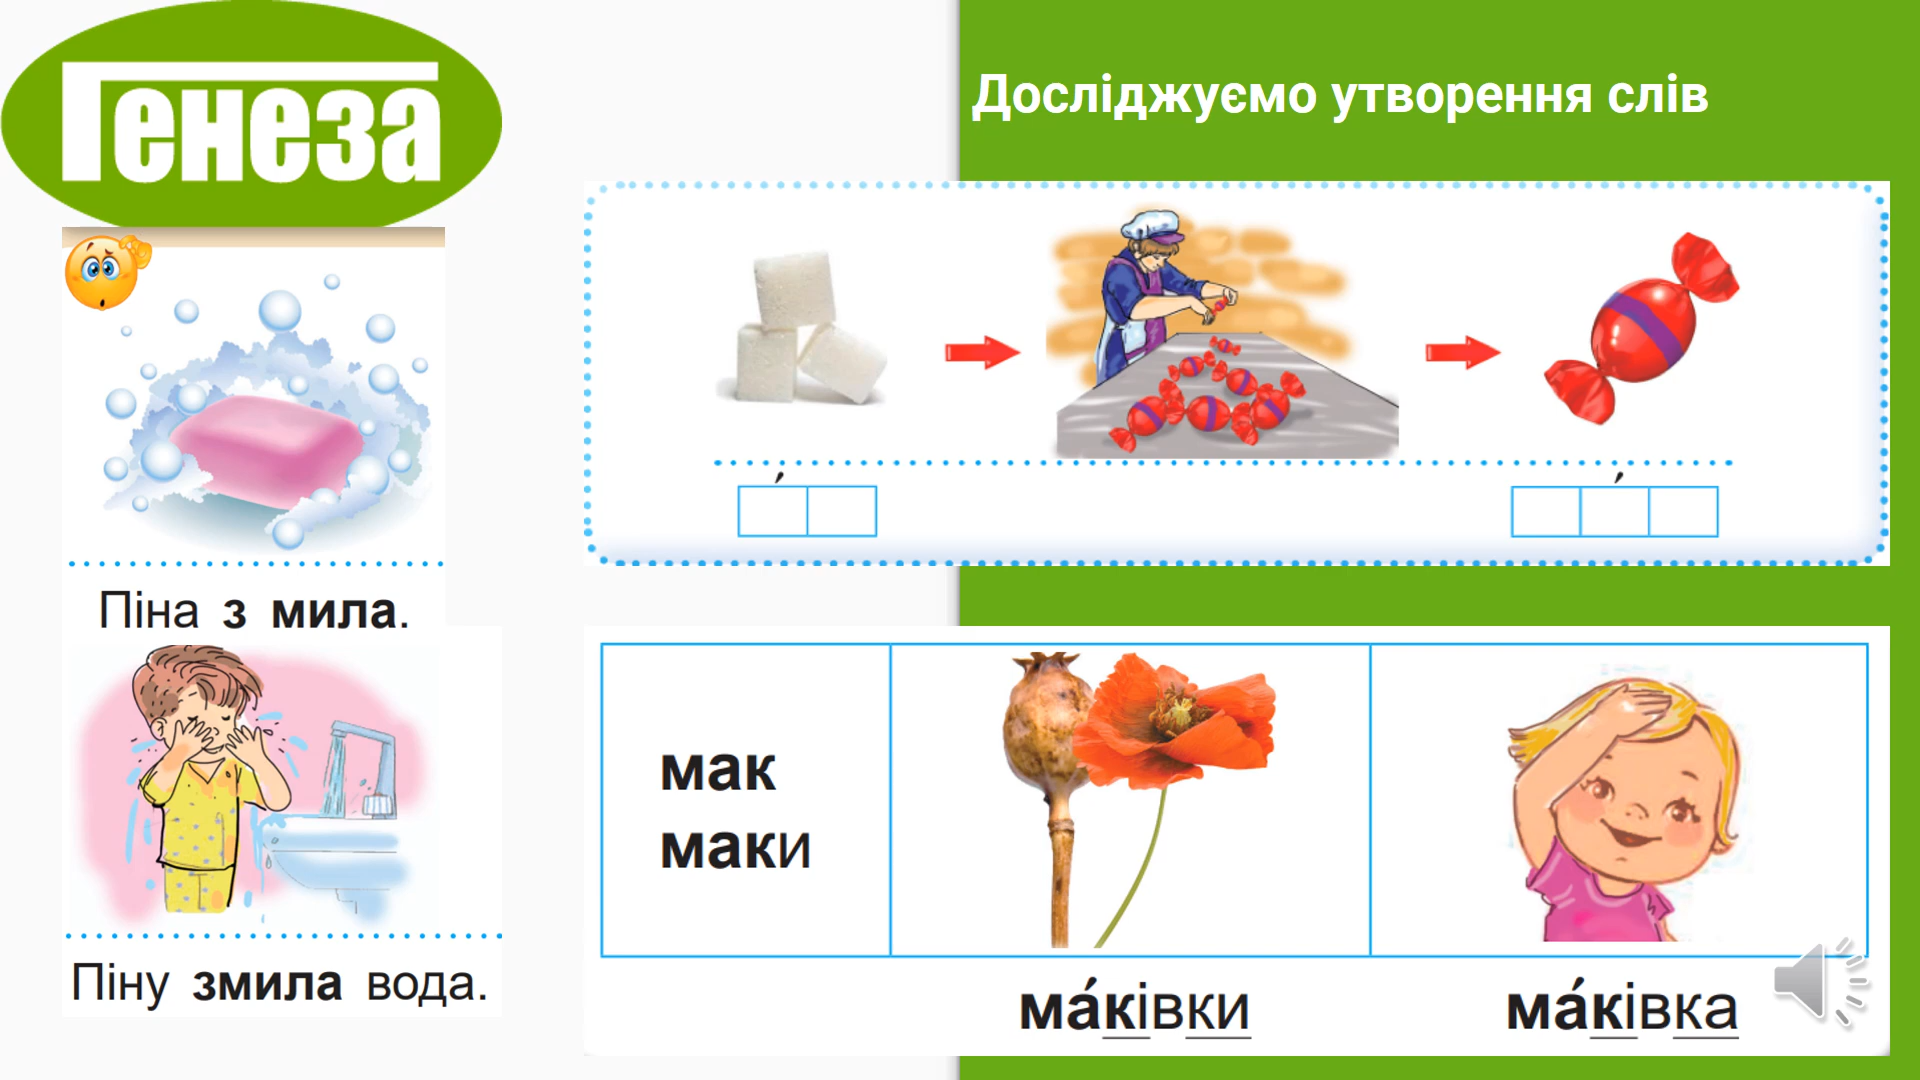 Генеза
Досліджуємо утворення слів
Піна з мила.
Піну змила вода.
мак
маки
ма́ківки
ма́ківка